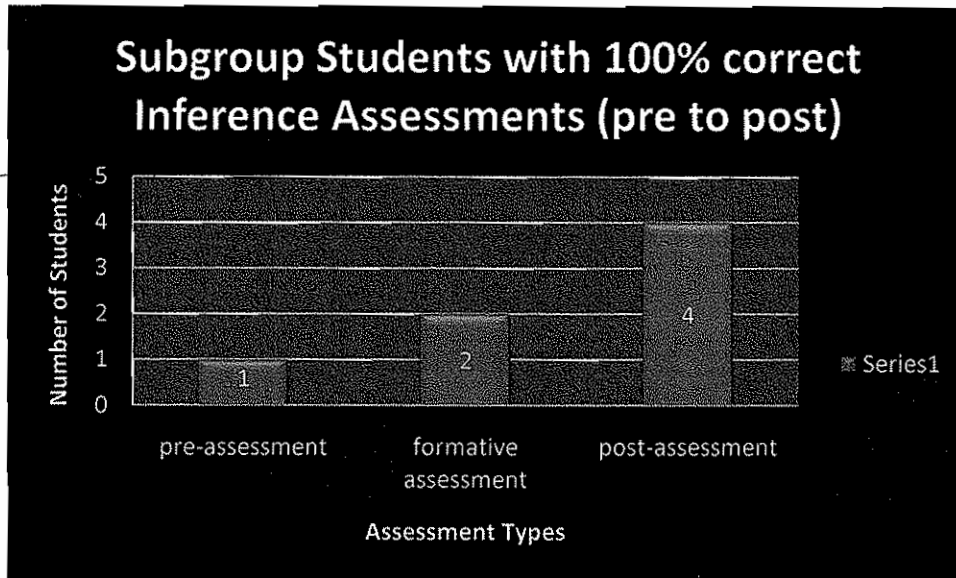 Subgroup Students with 100% correct
Inference Assessments (pre to post)
5
4
3
2
1
0
Number of Students
1
2
4
Series1
pre-assessment
formative
assessment
post-assessment
Assessment Types